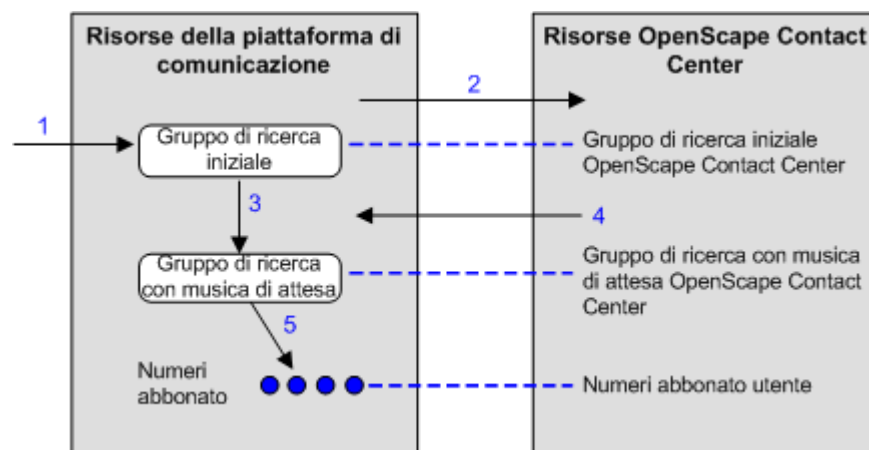 Risorse della piattaforma di
comunicazione
Risorse OpenScape Contact
Center
1
2
Gruppo di ricerca
iniziale
Gruppo di ricerca iniziale
OpenScape Contact Center
3
4
Gruppo di ricerca
con musica di attesa
Gruppo di ricerca con musica
di attesa OpenScape Contact
Center
5
Numeri
abbonato
Numeri abbonato utente